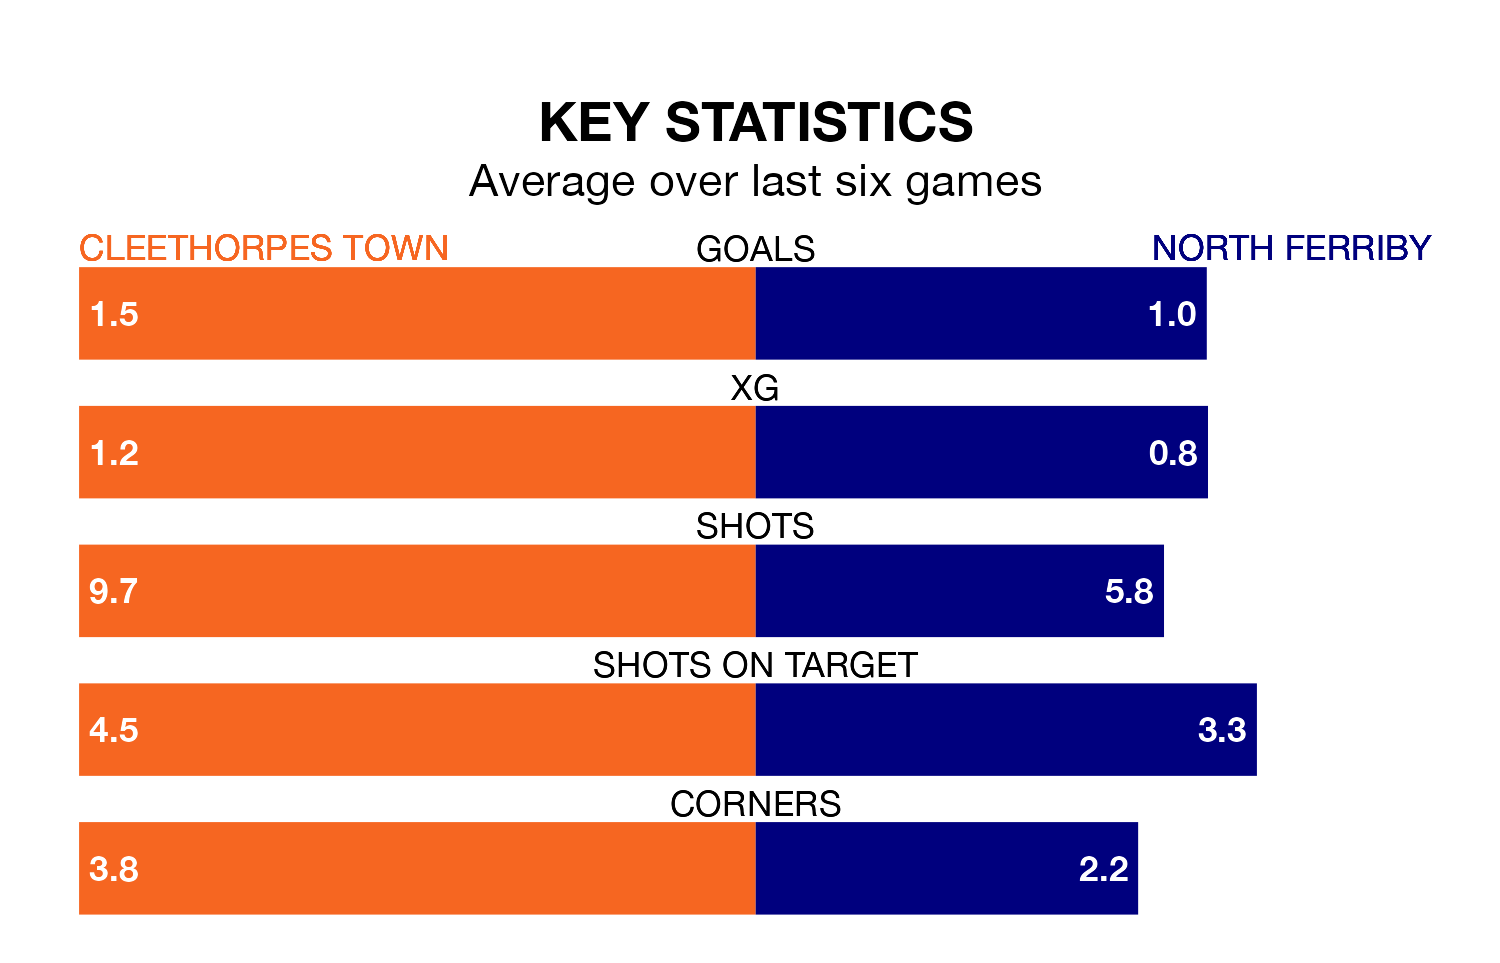 KEY STATISTICS
Average over last six games
CLEETHORPES TOWN GOALS NORTH FERRIBY
1.5 1.0
XG
1.2 0.8
SHOTS
9.7 5.8
SHOTS ON TARGET
4.5 3.3
CORNERS
3.8 2.2